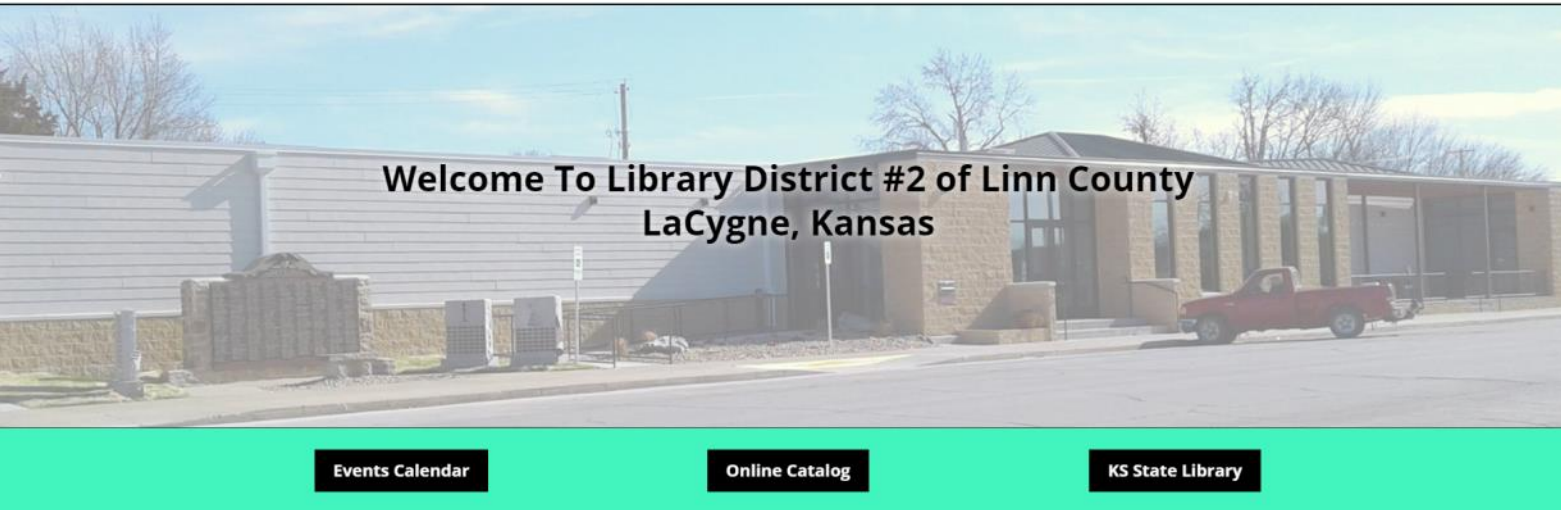 Welcome To Library District #2 of Linn County
LaCygne, Kansas
Events Calendar
Online Catalog
KS State Library